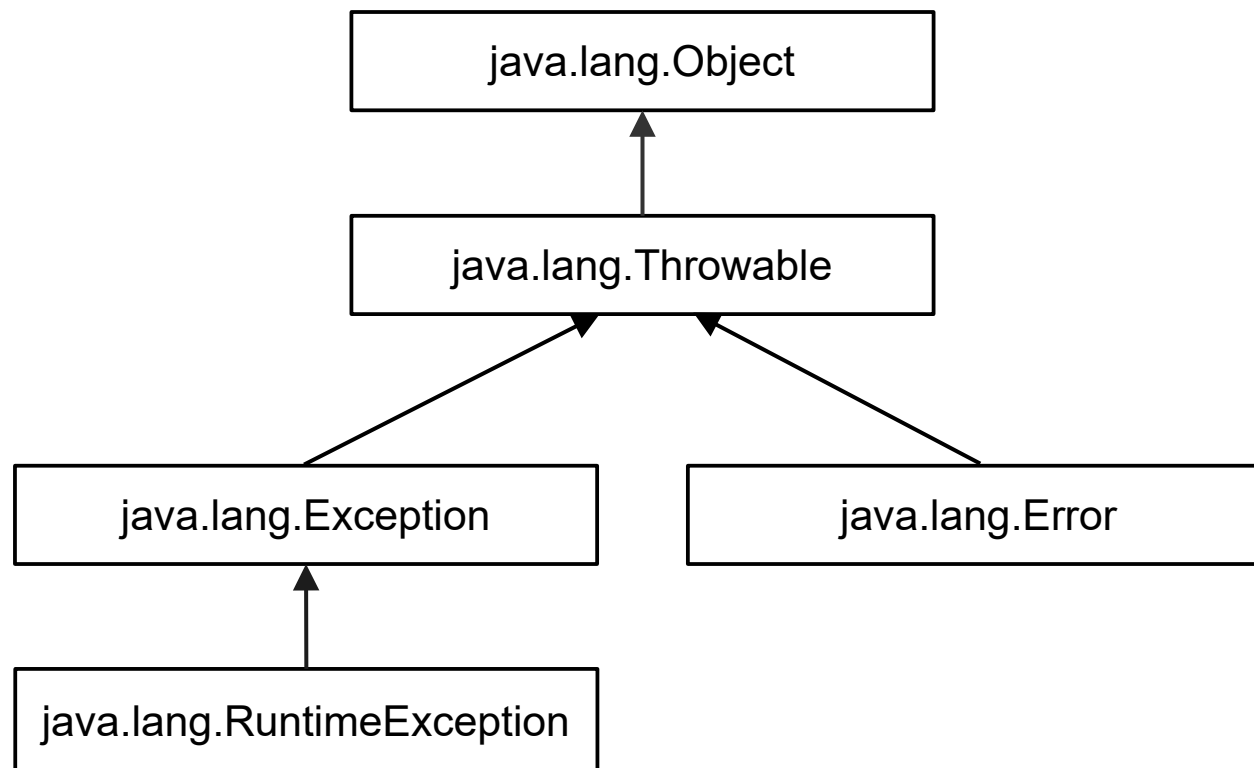 java.lang.Object
java.lang.Throwable
java.lang.Exception
java.lang.Error
java.lang.RuntimeException